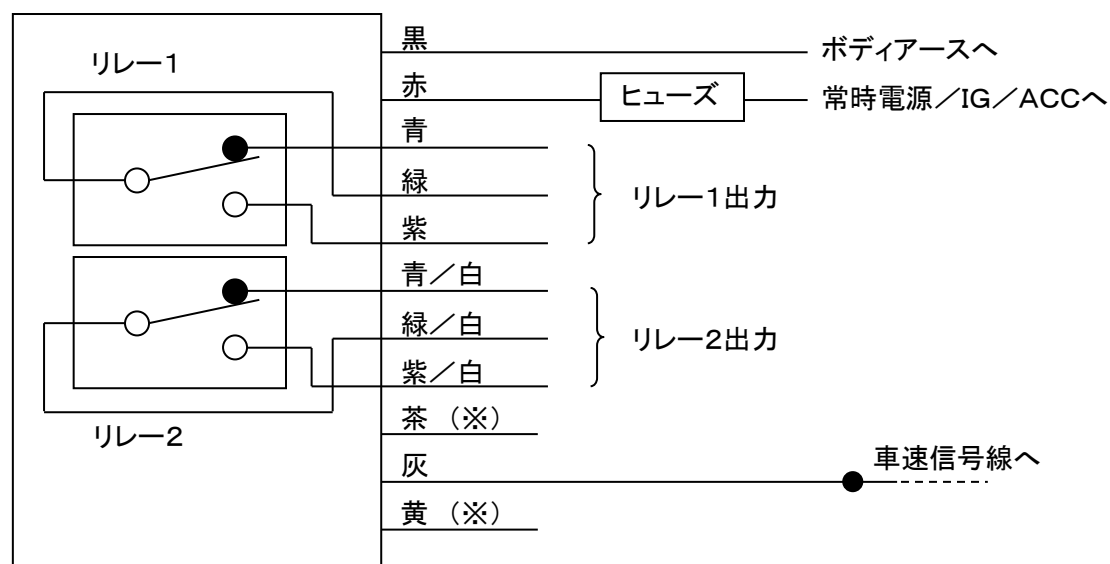 黒
ボディアースへ
リレー1
赤
ヒューズ
常時電源／IG／ACCへ
青
緑
リレー1出力
紫
青／白
緑／白
リレー2出力
紫／白
茶 （※）
リレー2
灰
車速信号線へ
黄 （※）